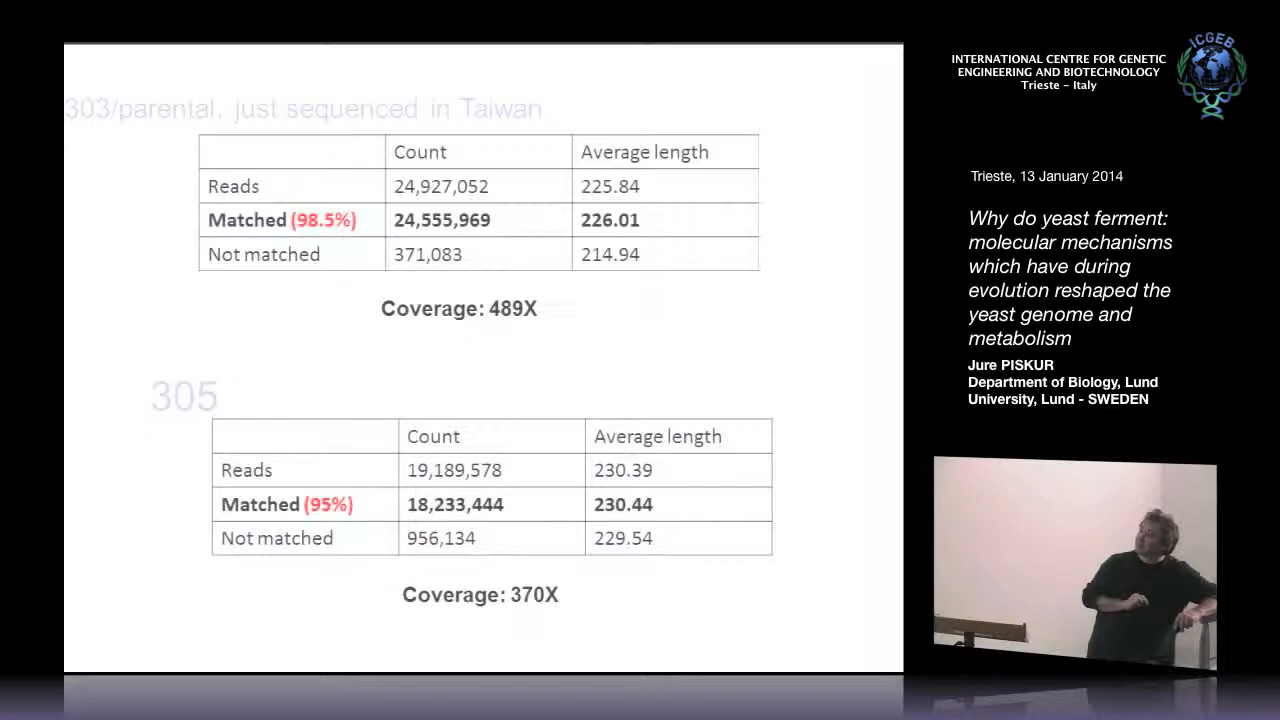 303/parental, just sequenced in Taiwan
Count Average length
Reads 24,927,052 225.84
Matched (98.5%) 24,555,969 226.01
Not matched 371,083 214.94
Coverage: 489X
305
Count Average length
Reads 19,189,578 230.39
Matched (95%) 18,233,444 230.44
Not matched 956,134 229.54
Coverage: 370X
INTERNATIONAL CENTRE FOR GENETIC
ENGINEERING AND BIOTECHNOLOGY
Trieste - Italy
ICGEB
Trieste, 13 January 2014
Why do yeast ferment:
molecular mechanisms
which have during
evolution reshaped the
yeast genome and
metabolism
Jure PISKUR
Department of Biology, Lund
University, Lund - SWEDEN